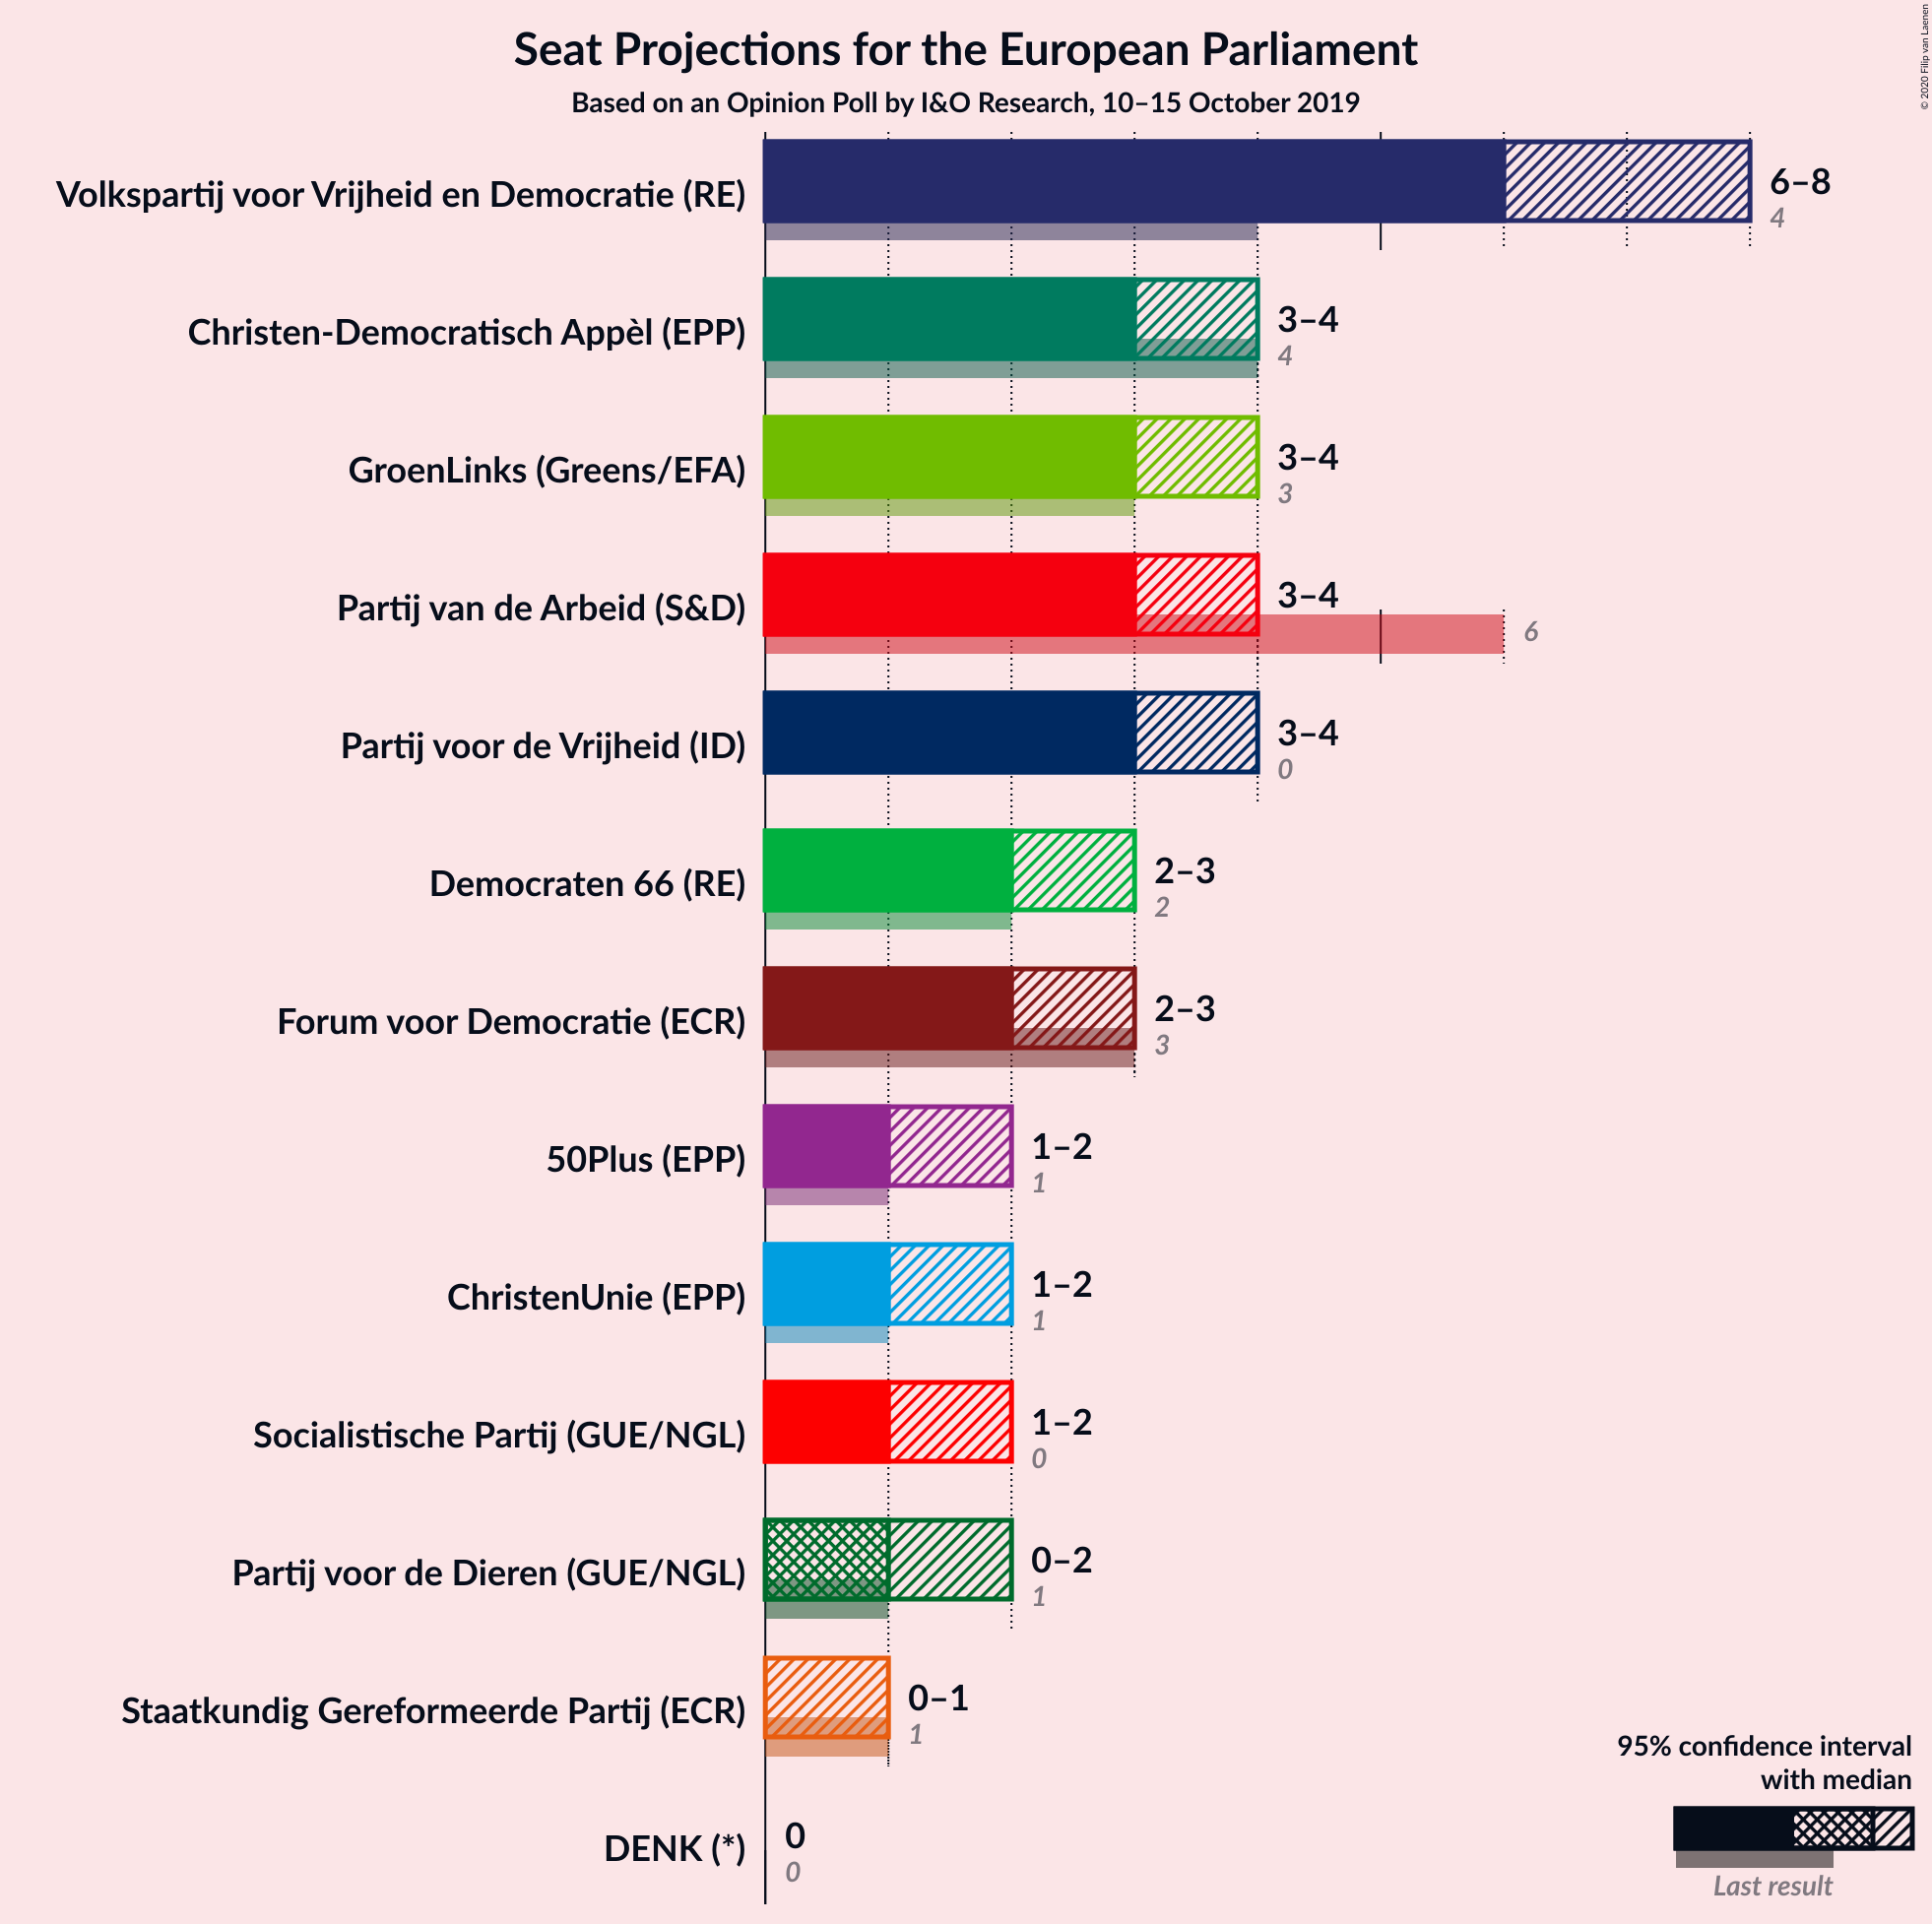 Seat Projections for the European Parliament
Based on an Opinion Poll by I&O Research, 10–15 October 2019
© 2020 Filip van Laenen
Volkspartij voor Vrijheid en Democratie (RE)
6–8
4
Christen-Democratisch Appèl (EPP)
3–4
4
GroenLinks (Greens/EFA)
3–4
3
Partij van de Arbeid (S&D)
3–4
6
Partij voor de Vrijheid (ID)
3–4
0
Democraten 66 (RE)
2–3
2
Forum voor Democratie (ECR)
2–3
3
50Plus (EPP)
1–2
1
ChristenUnie (EPP)
1–2
1
Socialistische Partij (GUE/NGL)
1–2
0
Partij voor de Dieren (GUE/NGL)
0–2
1
Staatkundig Gereformeerde Partij (ECR)
0–1
1
DENK (*)
0
0
95% confidence interval
with median
Last result